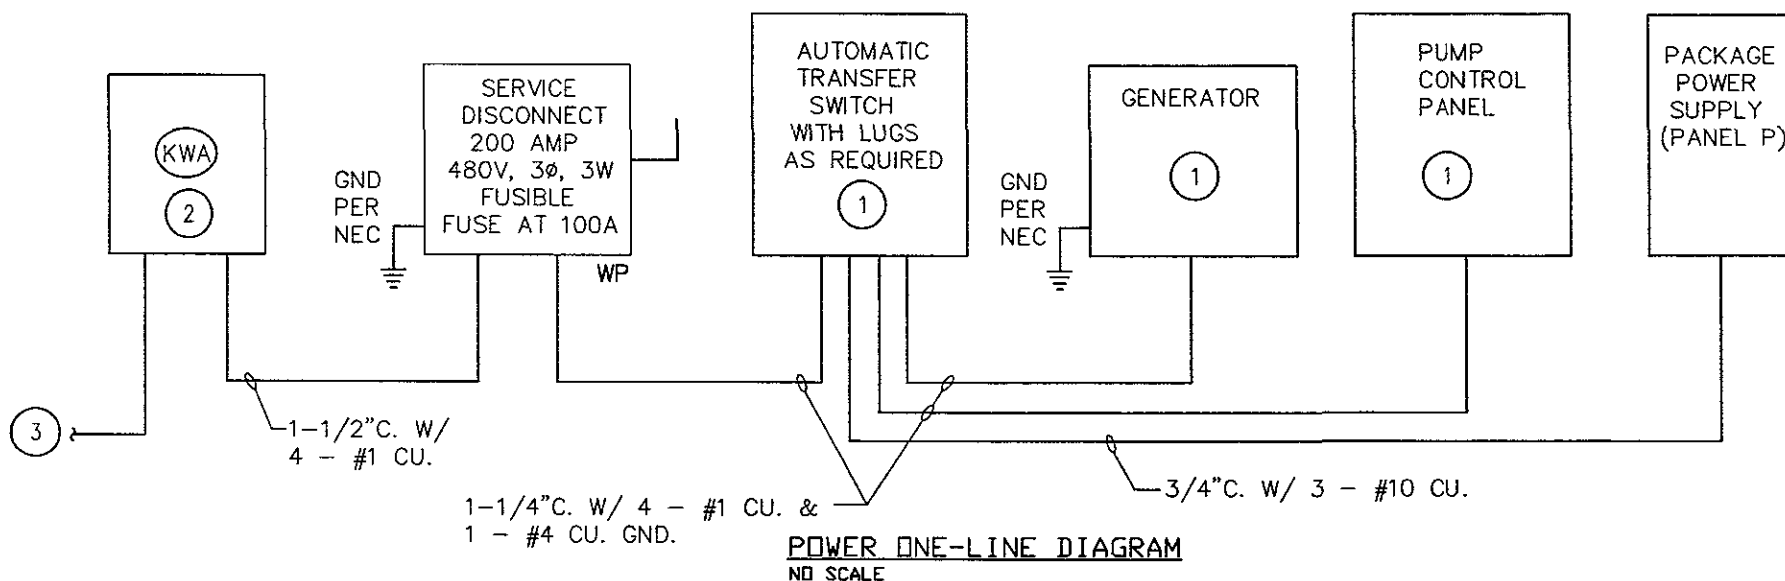 KWA
2
SERVICE
DISCONNECT
200 AMP
480V, 3ø, 3W
FUSIBLE
FUSE AT 100A
GND
PER
NEC
WP
AUTOMATIC
TRANSFER
SWITCH
WITH LUGS
AS REQUIRED
1
GND
PER
NEC
GENERATOR
1
PUMP
CONTROL
PANEL
1
PACKAGE
POWER
SUPPLY
(PANEL P)
3
1-1/2"C. W/
4 - #1 CU.
1-1/4"C. W/ 4 - #1 CU. &
1 - #4 CU. GND.
3/4"C. W/ 3 - #10 CU.
POWER ONE-LINE DIAGRAM
NO SCALE